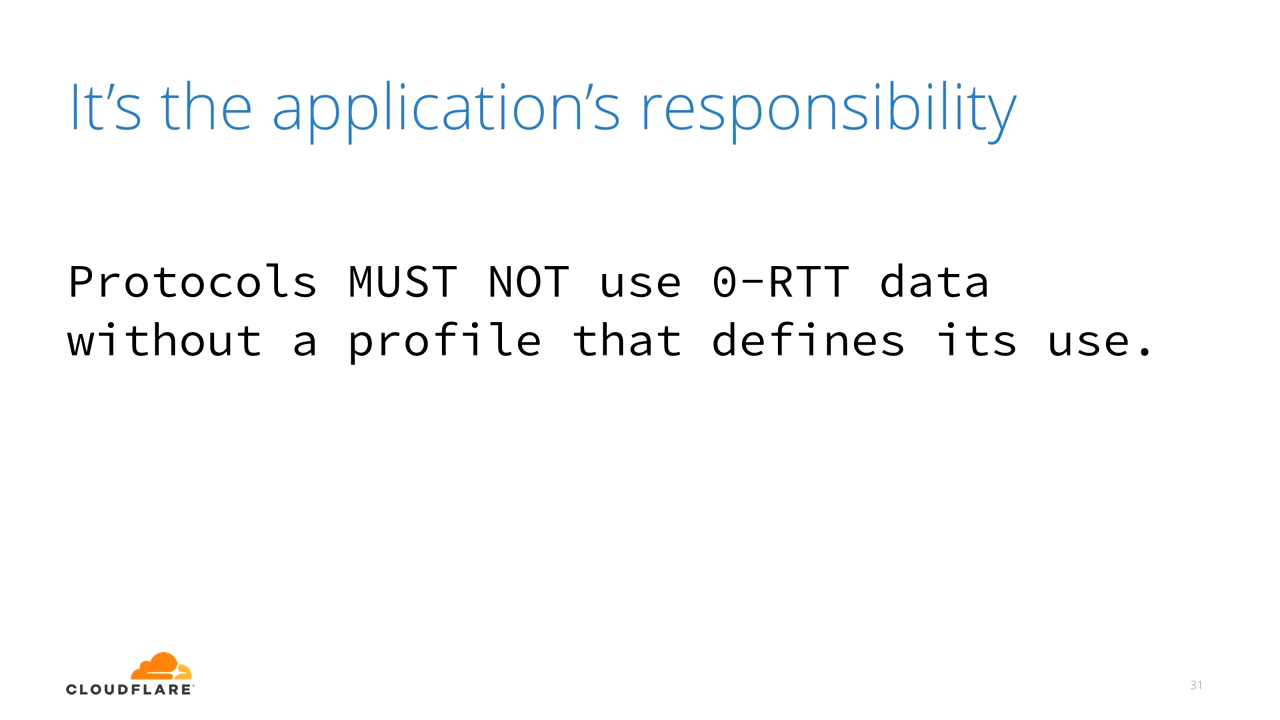 It’s the application’s responsibility
Protocols MUST NOT use 0-RTT data
without a profile that defines its use.
CLOUDFLARE
31